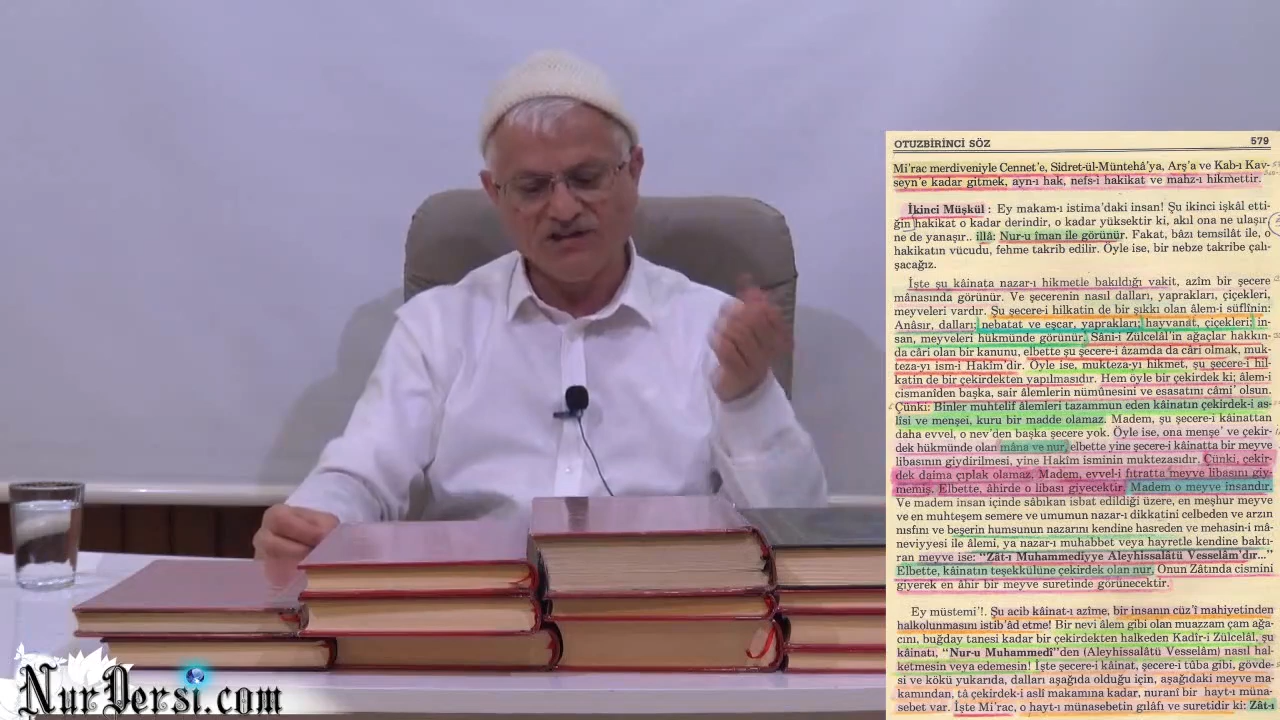 OTUZBİRİNCİ SÖZ 579
Mi'rac merdiveniyle Cennet'e, Sidret-ül-Müntehâ'ya, Arş'a ve Kab-ı Kav-
seyn'e kadar gitmek, ayn-ı hak, nefs-i hakikat ve mahz-ı hikmettir.
İkinci Müşkül : Ey makam-ı istima'daki insan! Şu ikinci işkâl etti-
ğin hakikat o kadar derindir, o kadar yüksektir ki, akıl ona ne ulaşır,
ne de yanaşır.. illâ: Nur-u îman ile görünür. Fakat, bâzı temsilât ile, o
hakikatın vücudu, fehme takrib edilir. Öyle ise, bir nebze takribe çalı-
şacağız.
İşte şu kâinata nazar-ı hikmetle bakıldığı vakit, azîm bir şecere
mânasında görünür. Ve şecerenin nasıl dalları, yaprakları, çiçekleri,
meyveleri vardır. Şu şecere-i hilkatin de bir şıkkı olan âlem-i süflînin:
Anâsır, dalları; nebatat ve eşcar, yaprakları; hayvanat, çiçekleri; in-
san, meyveleri hükmünde görünür. Sâni-i Zülcelâl'in ağaçlar hakkın-
da câri olan bir kanunu, elbette şu şecere-i âzamda da câri olmak, muk-
teza-yı ism-i Hakîm'dir. Öyle ise, mukteza-yı hikmet, şu şecere-i hil-
katin de bir çekirdekten yapılmasıdır. Hem öyle bir çekirdek ki; âlem-i
cismanîden başka, sair âlemlerin nümûnesini ve esasatını câmi' olsun.
Çünki: Binler muhtelif âlemleri tazammun eden kâinatın çekirdek-i as-
lîsi ve menşei, kuru bir madde olamaz. Madem, şu şecere-i kâinattan
daha evvel, o nev'den başka şecere yok. Öyle ise, ona menşe' ve çekir-
dek hükmünde olan mâna ve nur, elbette yine şecere-i kâinatta bir meyve
libasının giydirilmesi, yine Hakîm isminin muktezasıdır. Çünki, çekir-
dek daima çıplak olamaz. Madem, evvel-i fıtratta meyve libasını giy-
memiş. Elbette, âhirde o libası giyecektir. Madem o meyve insandır.
Ve madem insan içinde sâbıkan isbat edildiği üzere, en meşhur meyve
ve en muhteşem semere ve umumun nazar-ı dikkatini celbeden ve arzın
nısfını ve beşerin humsunun nazarını kendine hasreden ve mehasin-i mâ-
neviyyesi ile âlemi, ya nazar-ı muhabbet veya hayretle kendine baktı-
ran meyve ise: "Zât-ı Muhammediyye Aleyhissalâtü Vesselâm'dır..."
Elbette, kâinatın teşekkülüne çekirdek olan nur, Onun Zâtında cismini
giyerek en âhir bir meyve suretinde görünecektir.
Ey müstemi'!. Şu acib kâinat-ı azîme, bir insanın cüz'î mahiyetinden
halkolunmasını istib'âd etme! Bir nevi âlem gibi olan muazzam çam ağa-
cını, buğday tanesi kadar bir çekirdekten halkeden Kadîr-i Zülcelâl, şu
kâinatı, "Nur-u Muhammedî"den (Aleyhissalâtü Vesselâm) nasıl hal-
ketmesin veya edemesin! İşte şecere-i kâinat, şecere-i tûba gibi, gövde-
si ve kökü yukarıda, dalları aşağıda olduğu için, aşağıdaki meyve ma-
kamından, tâ çekirdek-i aslî makamına kadar, nuranî bir hayt-ı müna-
sebet var. İşte Mi'rac, o hayt-ı münasebetin gılâfı ve suretidir ki: Zât-ı
NurDersi.com